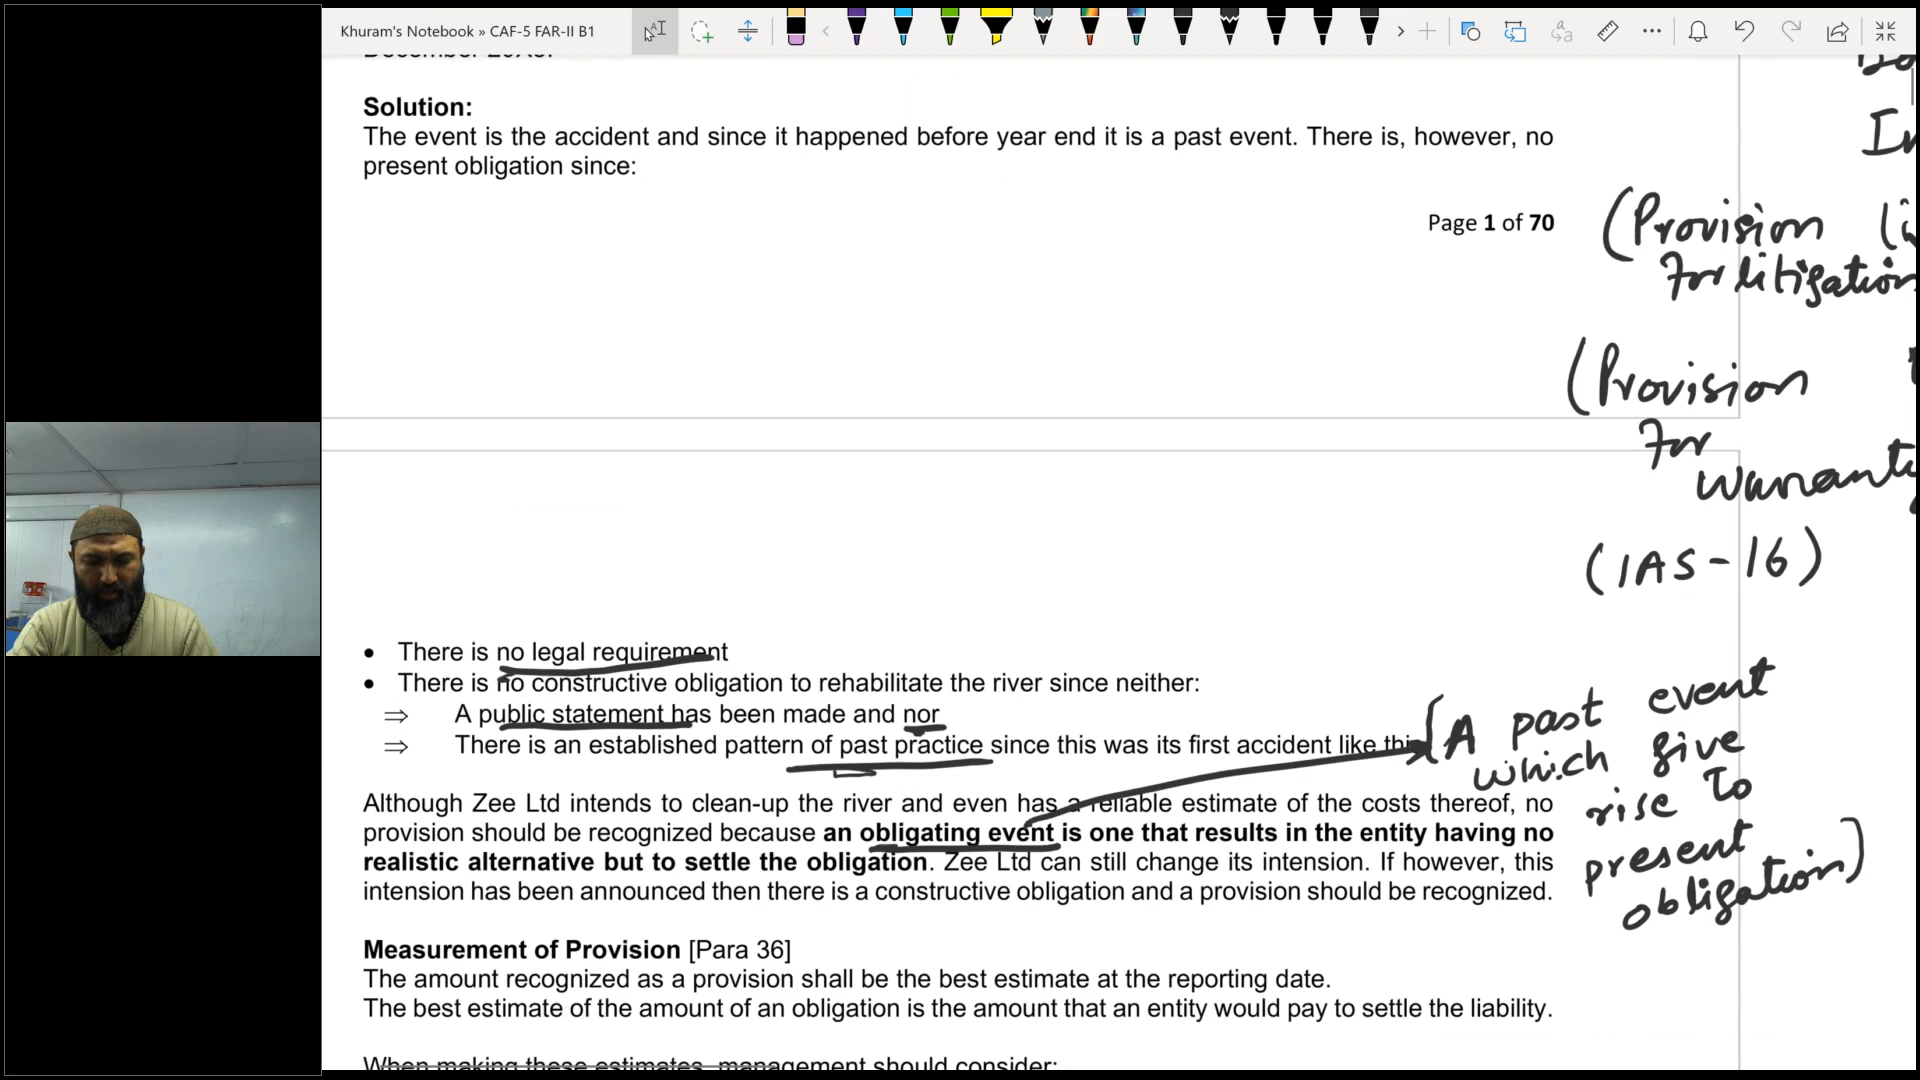 Khuram's Notebook » CAF-5 FAR-II B1
Solution:
The event is the accident and since it happened before year end it is a past event. There is, however, no
present obligation since:
Page 1 of 70
(Provision
For litigation
(Provision
For
Warranty
(IAS-16)
• There is no legal requirement
• There is no constructive obligation to rehabilitate the river since neither:
⇒ A public statement has been made and nor
⇒ There is an established pattern of past practice since this was its first accident like this
(A past event
which give
rise to
present
obligation)
Although Zee Ltd intends to clean-up the river and even has a reliable estimate of the costs thereof, no
provision should be recognized because an obligating event is one that results in the entity having no
realistic alternative but to settle the obligation. Zee Ltd can still change its intension. If however, this
intension has been announced then there is a constructive obligation and a provision should be recognized.
Measurement of Provision [Para 36]
The amount recognized as a provision shall be the best estimate at the reporting date.
The best estimate of the amount of an obligation is the amount that an entity would pay to settle the liability.
When making these estimates, management should consider: